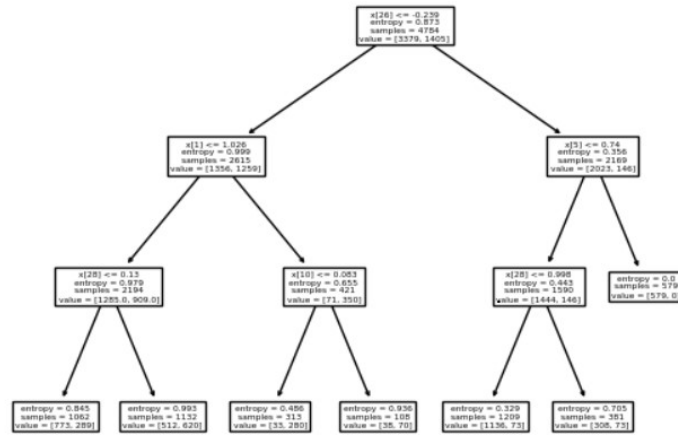 x[26] <= -0.239
entropy = 0.873
samples = 4784
value = [3379, 1405]
x[1] <= 1.026
entropy = 0.999
samples = 2615
value = [1356, 1259]
x[5] <= 0.74
entropy = 0.356
samples = 2169
value = [2023, 146]
x[28] <= 0.13
entropy = 0.979
samples = 2194
value = [1285.0, 909.0]
x[10] <= 0.083
entropy = 0.655
samples = 421
value = [71, 350]
x[28] <= 0.998
entropy = 0.443
samples = 1590
value = [1444, 146]
entropy = 0.0
samples = 579
value = [579, 0]
entropy = 0.845
samples = 1062
value = [773, 289]
entropy = 0.993
samples = 1132
value = [512, 620]
entropy = 0.486
samples = 313
value = [33, 280]
entropy = 0.936
samples = 108
value = [38, 70]
entropy = 0.329
samples = 1209
value = [1136, 73]
entropy = 0.705
samples = 381
value = [308, 73]